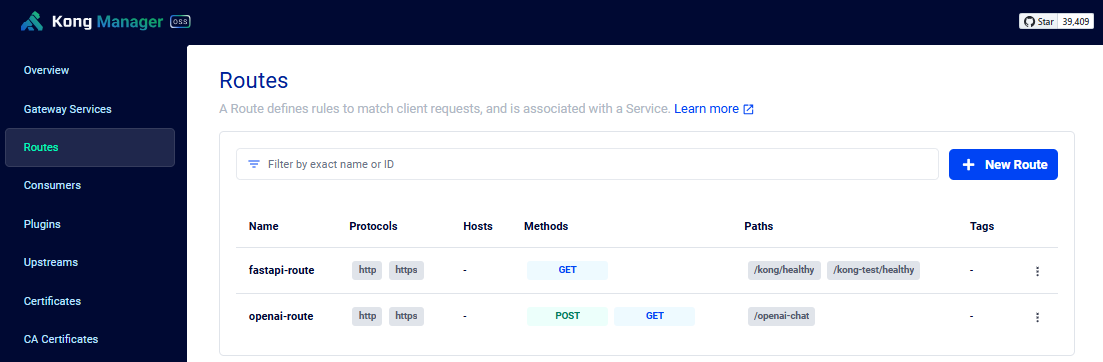 Kong Manager OSS
Star 39,409
Overview
Gateway Services
Routes
Consumers
Plugins
Upstreams
Certificates
CA Certificates
Routes
A Route defines rules to match client requests, and is associated with a Service. Learn more
Filter by exact name or ID
New Route
Name Protocols Hosts Methods Paths Tags
fastapi-route http https - GET /kong/healthy /kong-test/healthy -
openai-route http https - POST GET /openai-chat -